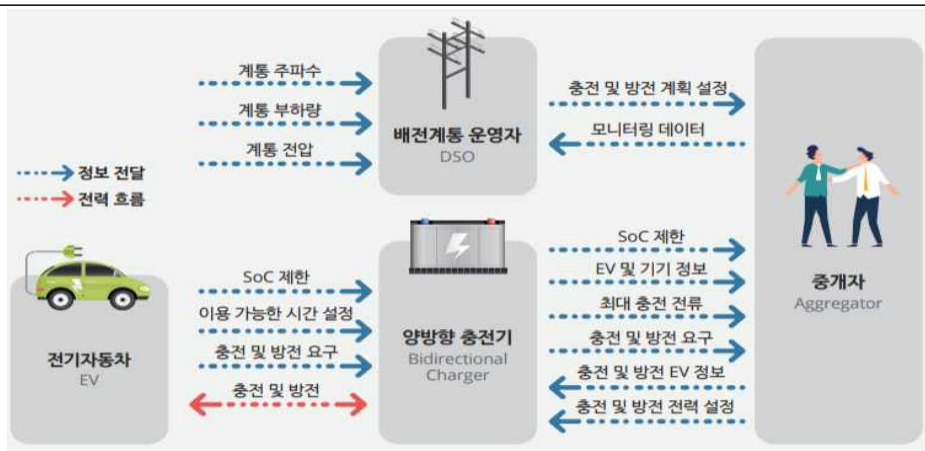 계통 주파수
계통 부하량
계통 전압
배전계통 운영자
DSO
충전 및 방전 계획 설정
모니터링 데이터
정보 전달
전력 흐름
전기자동차
EV
SoC 제한
이용 가능한 시간 설정
충전 및 방전 요구
충전 및 방전
양방향 충전기
Bidirectional
Charger
SoC 제한
EV 및 기기 정보
최대 충전 전류
충전 및 방전 요구
충전 및 방전 EV 정보
충전 및 방전 전력 설정
중개자
Aggregator